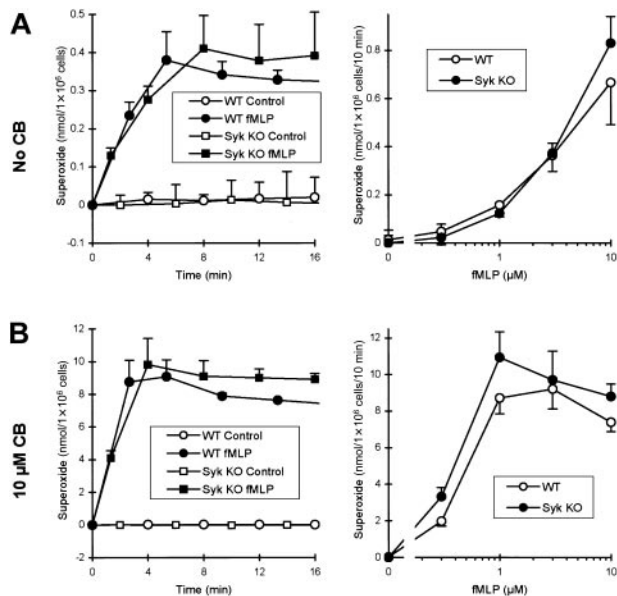 A
No CB
Superoxide (nmol/1×10⁶ cells)
0.5
0.4
0.3
0.2
0.1
0
-0.1
WT Control
WT fMLP
Syk KO Control
Syk KO fMLP
0 4 8 12 16
Time (min)
Superoxide (nmol/1×10⁶ cells/10 min)
0.8
0.6
0.4
0.2
0
WT
Syk KO
0 1 10
fMLP (μM)
B
10 μM CB
Superoxide (nmol/1×10⁶ cells)
12
10
8
6
4
2
0
-2
WT Control
WT fMLP
Syk KO Control
Syk KO fMLP
0 4 8 12 16
Time (min)
Superoxide (nmol/1×10⁶ cells/10 min)
12
10
8
6
4
2
0
WT
Syk KO
0 1 10
fMLP (μM)